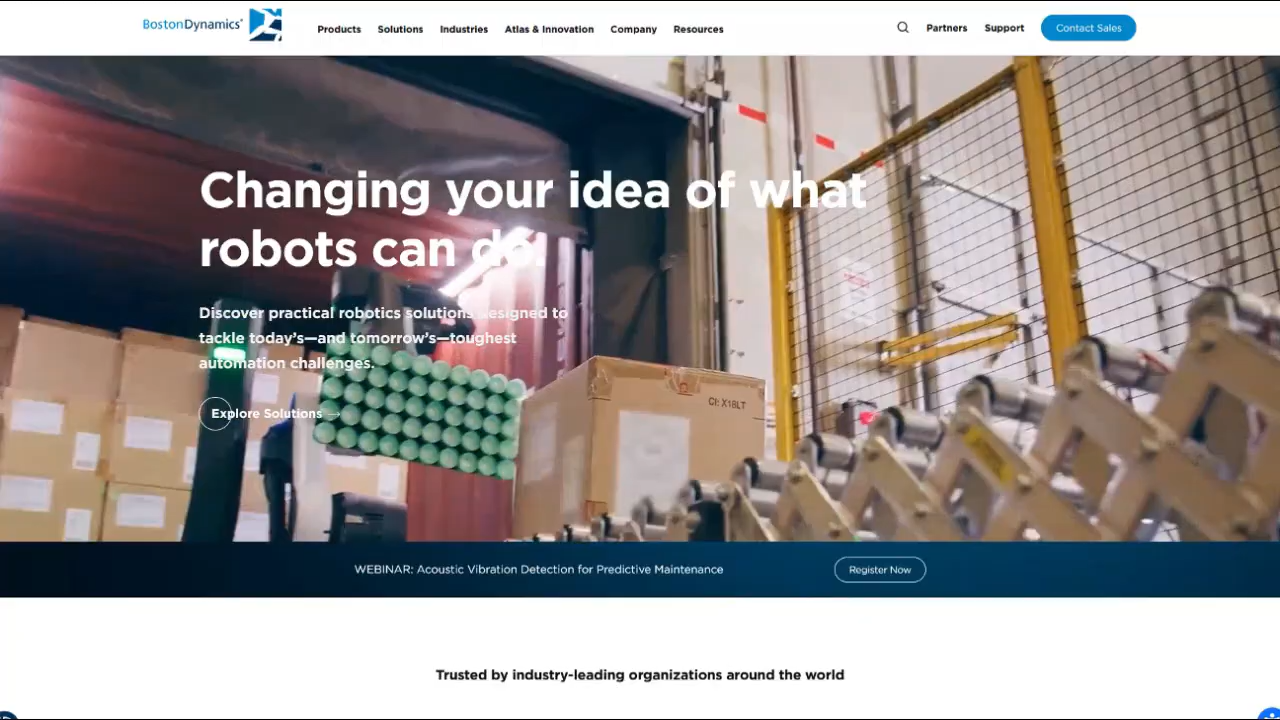 BostonDynamics®
Products Solutions Industries Atlas & Innovation Company Resources
Partners Support Contact Sales
Changing your idea of what
robots can do.
Discover practical robotics solutions designed to
tackle today’s—and tomorrow’s—toughest
automation challenges.
Explore Solutions →
CI: X18LT
WEBINAR: Acoustic Vibration Detection for Predictive Maintenance
Register Now
Trusted by industry-leading organizations around the world